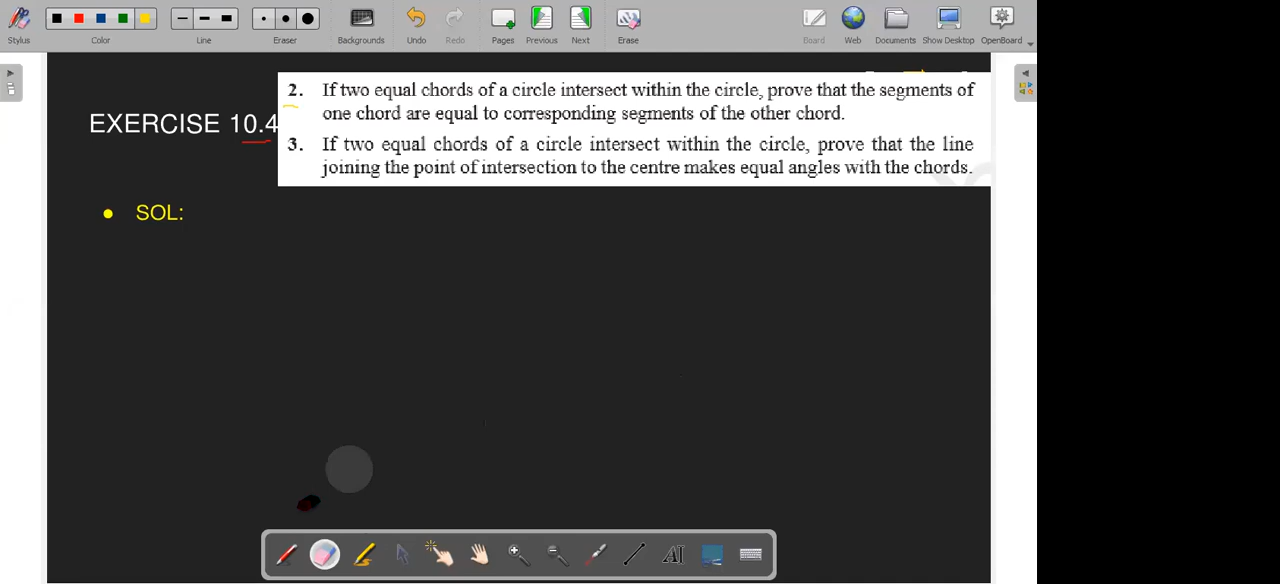 Stylus
Color
Line
Eraser
Backgrounds
Undo
Redo
Pages
Previous
Next
Erase
Board
Web
Documents
Show Desktop
OpenBoard
EXERCISE 10.4
2. If two equal chords of a circle intersect within the circle, prove that the segments of
one chord are equal to corresponding segments of the other chord.
3. If two equal chords of a circle intersect within the circle, prove that the line
joining the point of intersection to the centre makes equal angles with the chords.
• SOL:
AI